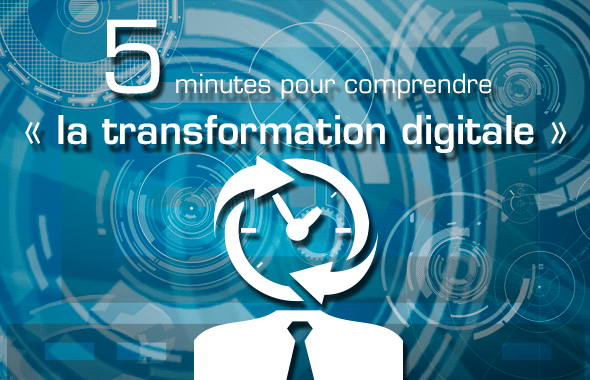 5 minutes pour comprendre
« la transformation digitale »